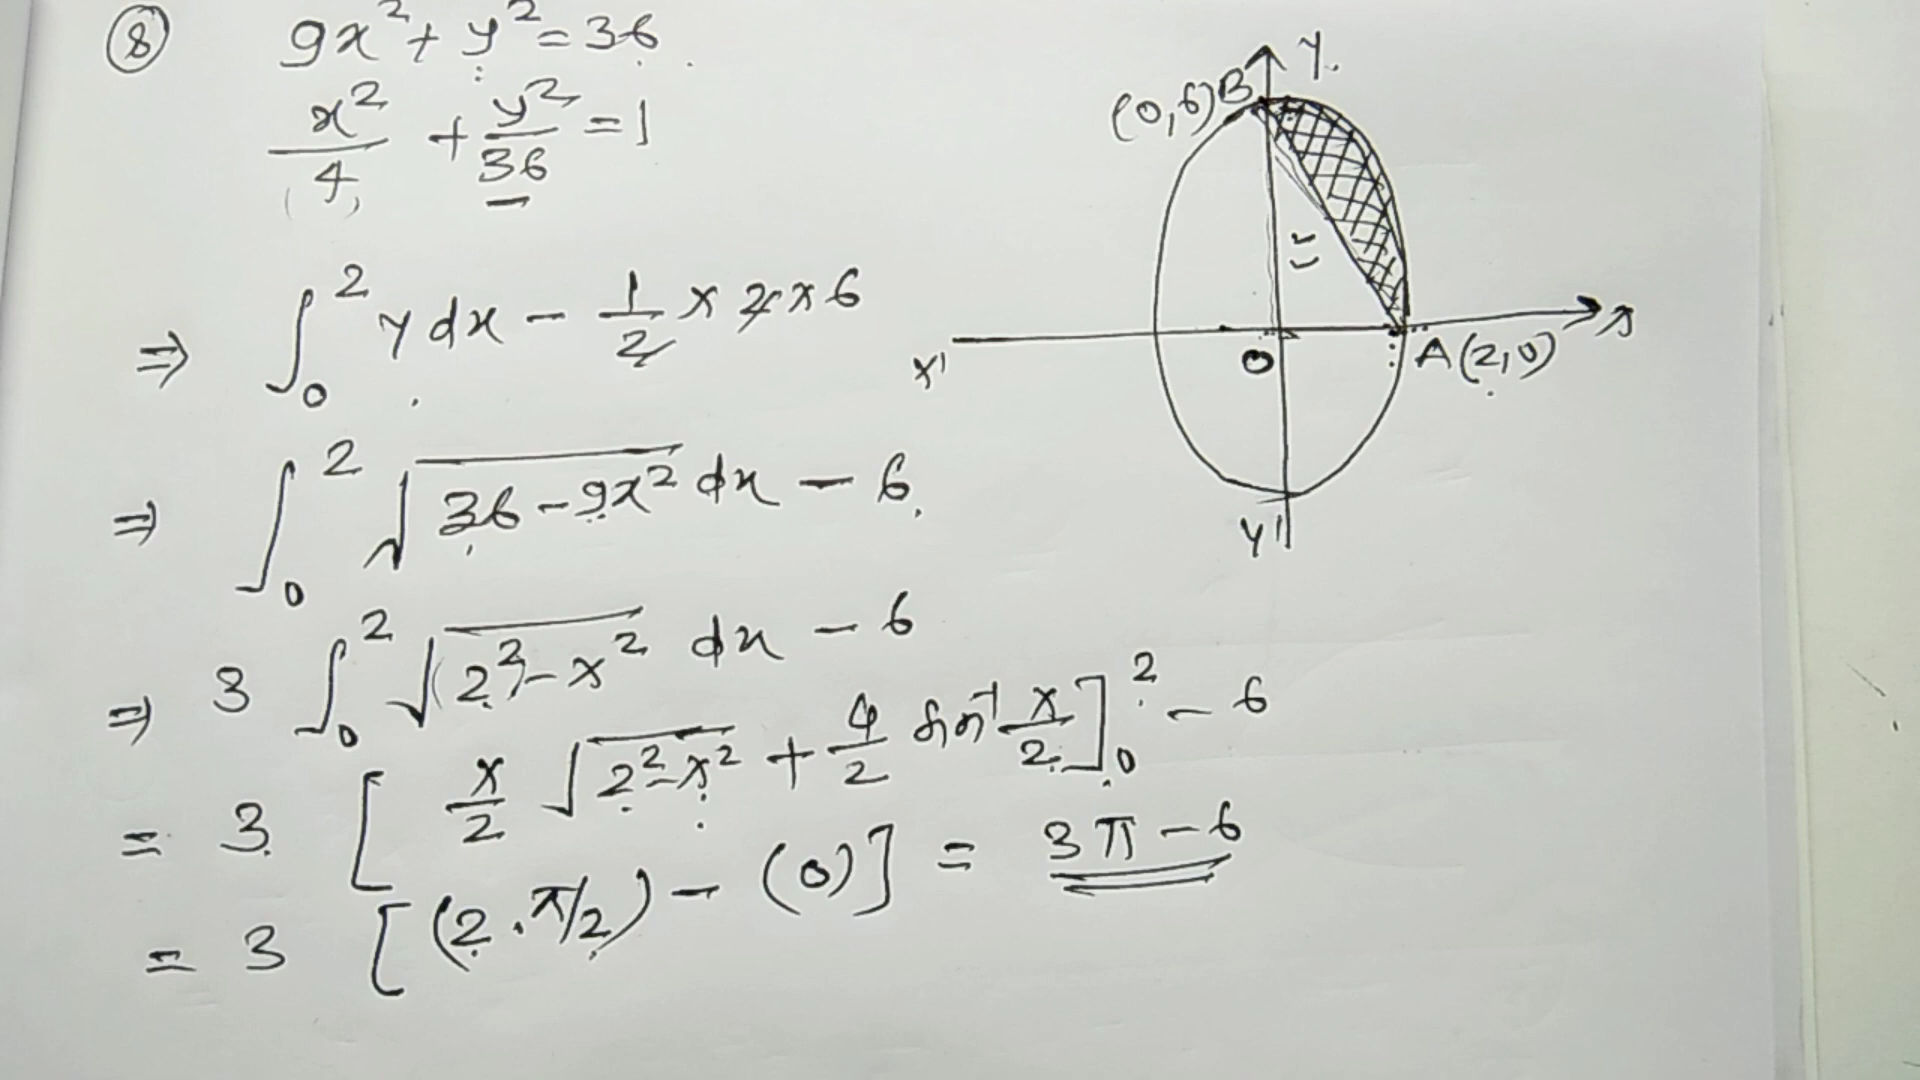 ⑧ 9x² + y² = 36
x²/4 + y²/36 = 1
⇒ ∫₀² y dx − 1/2 × 2 × 6
⇒ ∫₀² √(36 − 9x²) dx − 6
⇒ 3 ∫₀² √(2² − x²) dx − 6
= 3 [ x/2 √(2² − x²) + 4/2 sin⁻¹ x/2 ]₀² − 6
= 3 [(2 . π/2) − (0)] = 3π − 6
Y
(0,6) B
X
X'
O
A (2,0)
Y'